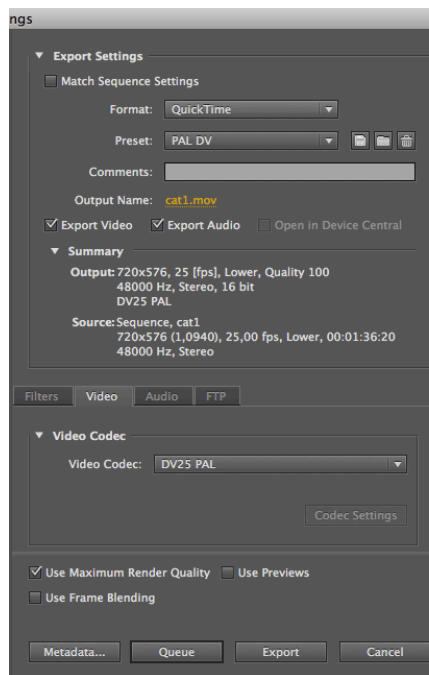 ngs
Export Settings
Match Sequence Settings
Format: QuickTime
Preset: PAL DV
Comments:
Output Name: cat1.mov
Export Video Export Audio Open in Device Central
Summary
Output: 720x576, 25 [fps], Lower, Quality 100
48000 Hz, Stereo, 16 bit
DV25 PAL
Source: Sequence, cat1
720x576 (1,0940), 25,00 fps, Lower, 00:01:36:20
48000 Hz, Stereo
Filters Video Audio FTP
Video Codec
Video Codec: DV25 PAL
Codec Settings
Use Maximum Render Quality Use Previews
Use Frame Blending
Metadata... Queue Export Cancel